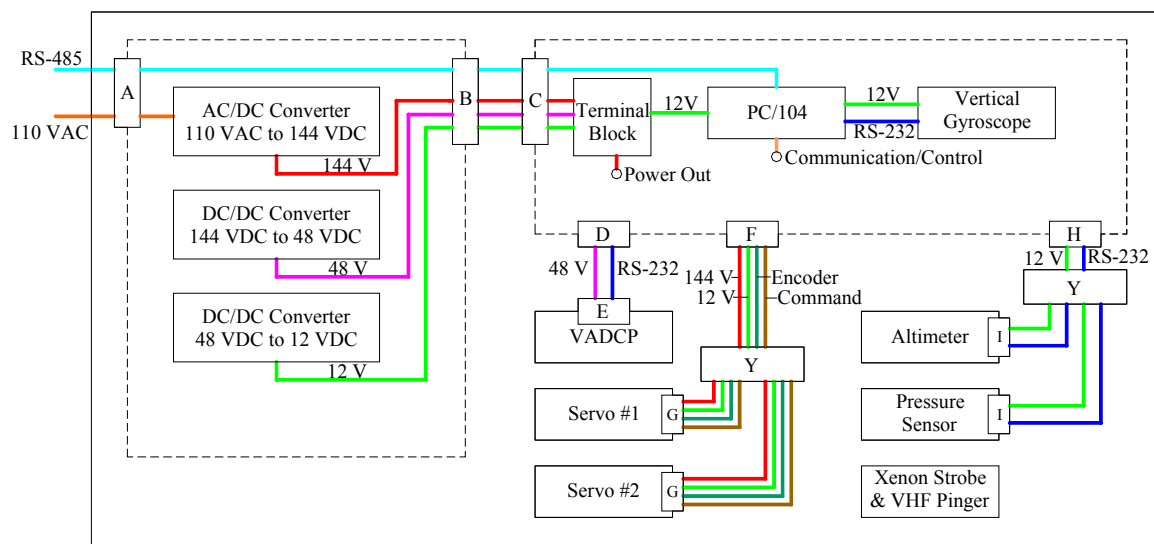 RS-485
110 VAC
A
AC/DC Converter
110 VAC to 144 VDC
144 V
DC/DC Converter
144 VDC to 48 VDC
48 V
DC/DC Converter
48 VDC to 12 VDC
12 V
B
C
Terminal
Block
Power Out
12V
PC/104
Communication/Control
12V
RS-232
Vertical
Gyroscope
D
48 V
RS-232
E
VADCP
F
144 V
12 V
Encoder
Command
Y
Servo #1
G
Servo #2
G
H
12 V
RS-232
Y
Altimeter
I
Pressure
Sensor
I
Xenon Strobe
& VHF Pinger